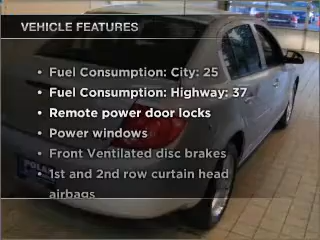 VEHICLE FEATURES
• Fuel Consumption: City: 25
• Fuel Consumption: Highway: 37
• Remote power door locks
• Power windows
• Front Ventilated disc brakes
• 1st and 2nd row curtain head
airbags